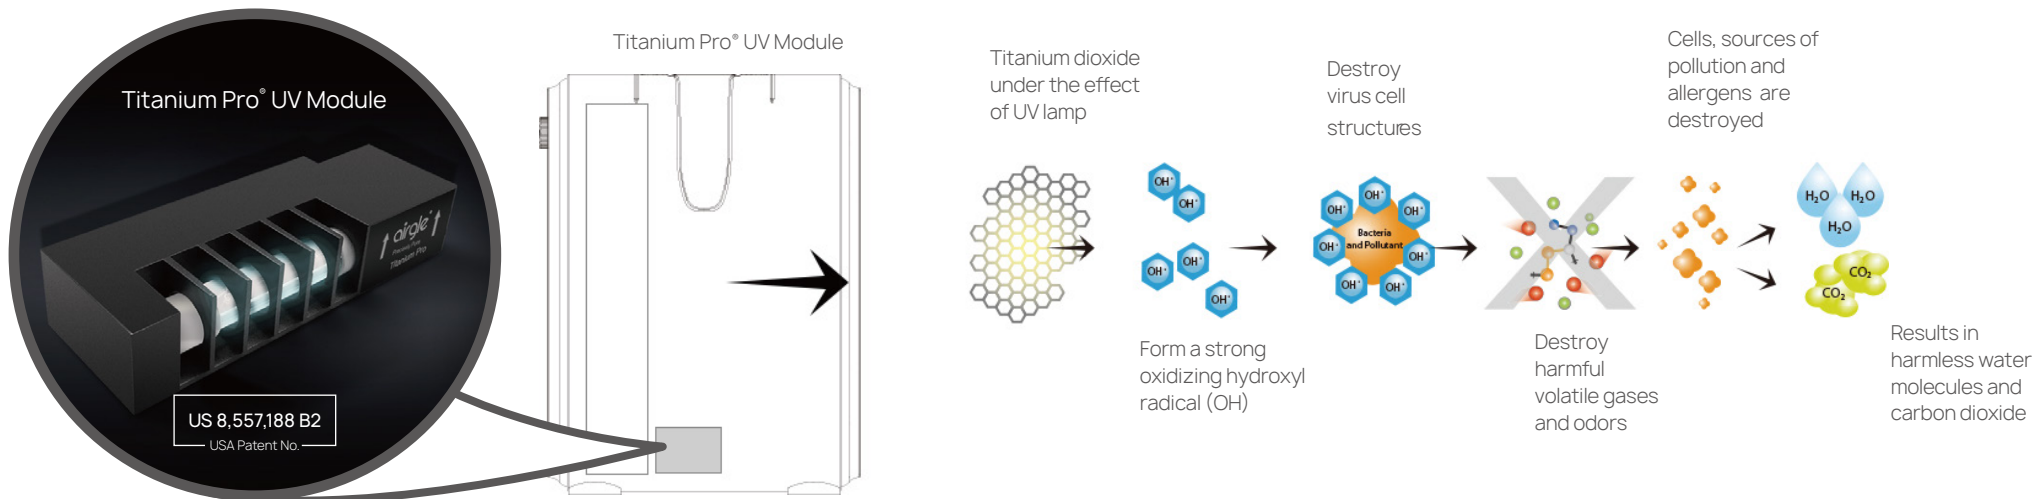 Titanium Pro® UV Module
airgle®
Titanium Pro
US 8,557,188 B2
USA Patent No.
Titanium Pro® UV Module
Titanium dioxide
under the effect
of UV lamp
OH•
OH•
OH•
OH•
OH•
Form a strong
oxidizing hydroxyl
radical (OH)
Destroy
virus cell
structures
OH•
OH•
OH•
OH•
OH•
OH•
OH•
OH•
Bacteria
and Pollutant
Destroy
harmful
volatile gases
and odors
Cells, sources of
pollution and
allergens are
destroyed
H₂O
H₂O
H₂O
CO₂
CO₂
Results in
harmless water
molecules and
carbon dioxide